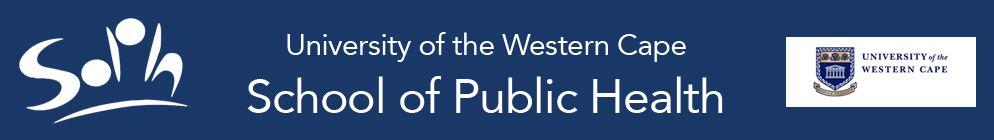 SoPH
University of the Western Cape
School of Public Health
UNIVERSITY of the
WESTERN CAPE